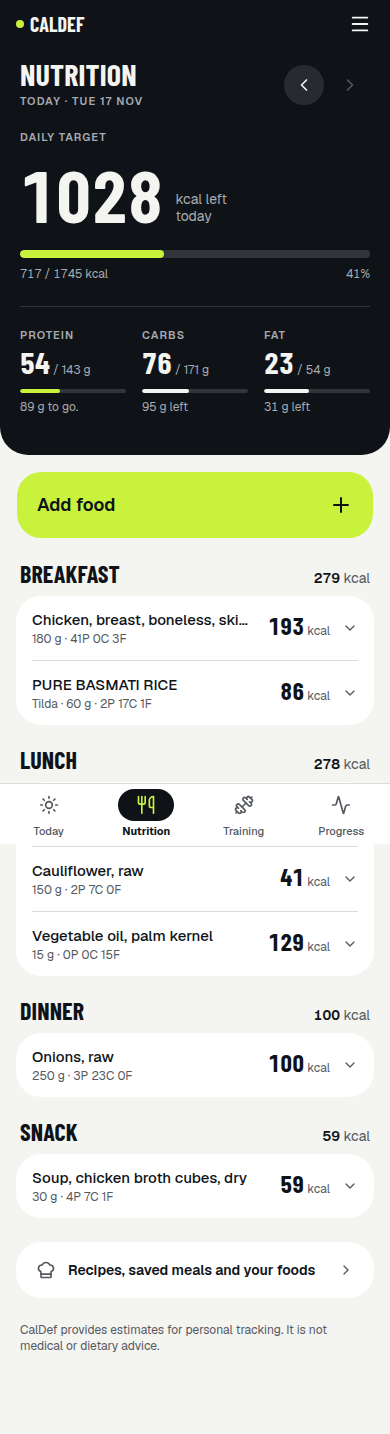 CALDEF
NUTRITION
TODAY · TUE 17 NOV
DAILY TARGET
1028 kcal left today
717 / 1745 kcal 41%
PROTEIN CARBS FAT
54 / 143 g 76 / 171 g 23 / 54 g
89 g to go. 95 g left 31 g left
Add food
BREAKFAST 279 kcal
Chicken, breast, boneless, ski... 193 kcal
180 g · 41P 0C 3F
PURE BASMATI RICE 86 kcal
Tilda · 60 g · 2P 17C 1F
LUNCH 278 kcal
Today Nutrition Training Progress
Cauliflower, raw 41 kcal
150 g · 2P 7C 0F
Vegetable oil, palm kernel 129 kcal
15 g · 0P 0C 15F
DINNER 100 kcal
Onions, raw 100 kcal
250 g · 3P 23C 0F
SNACK 59 kcal
Soup, chicken broth cubes, dry 59 kcal
30 g · 4P 7C 1F
Recipes, saved meals and your foods
CalDef provides estimates for personal tracking. It is not
medical or dietary advice.